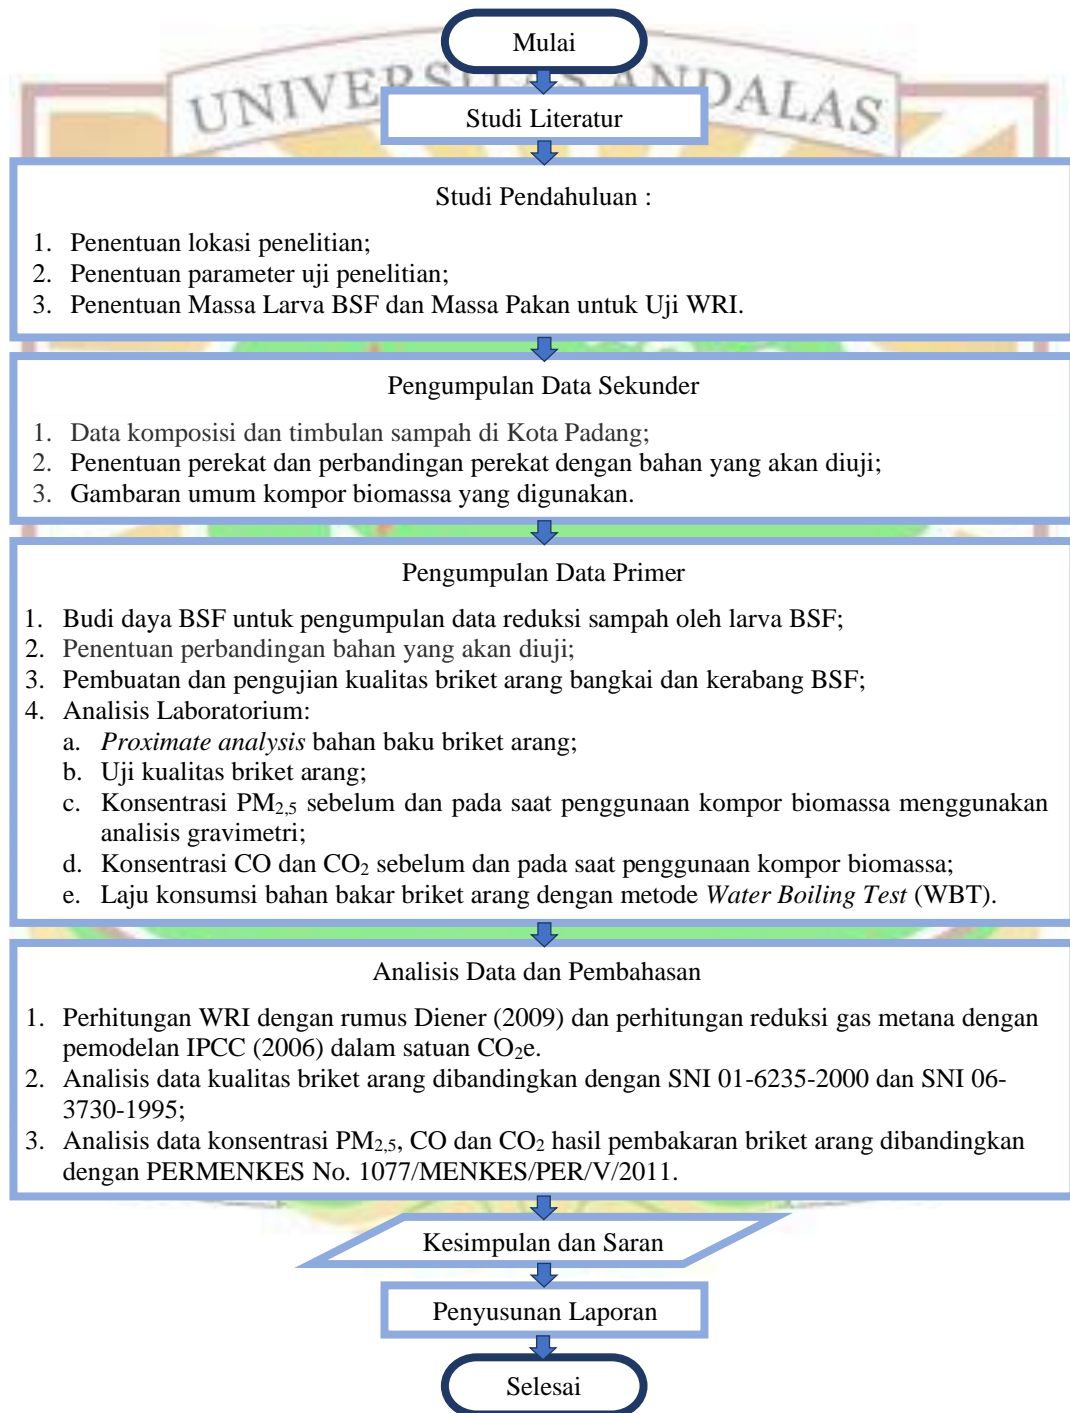 Mulai
UNIVERSITAS ANDALAS
Studi Literatur
Studi Pendahuluan :
1. Penentuan lokasi penelitian;
2. Penentuan parameter uji penelitian;
3. Penentuan Massa Larva BSF dan Massa Pakan untuk Uji WRI.
Pengumpulan Data Sekunder
1. Data komposisi dan timbulan sampah di Kota Padang;
2. Penentuan perekat dan perbandingan perekat dengan bahan yang akan diuji;
3. Gambaran umum kompor biomassa yang digunakan.
Pengumpulan Data Primer
1. Budi daya BSF untuk pengumpulan data reduksi sampah oleh larva BSF;
2. Penentuan perbandingan bahan yang akan diuji;
3. Pembuatan dan pengujian kualitas briket arang bangkai dan kerabang BSF;
4. Analisis Laboratorium:
a. Proximate analysis bahan baku briket arang;
b. Uji kualitas briket arang;
c. Konsentrasi PM2,5 sebelum dan pada saat penggunaan kompor biomassa menggunakan
analisis gravimetri;
d. Konsentrasi CO dan CO2 sebelum dan pada saat penggunaan kompor biomassa;
e. Laju konsumsi bahan bakar briket arang dengan metode Water Boiling Test (WBT).
Analisis Data dan Pembahasan
1. Perhitungan WRI dengan rumus Diener (2009) dan perhitungan reduksi gas metana dengan
pemodelan IPCC (2006) dalam satuan CO2e.
2. Analisis data kualitas briket arang dibandingkan dengan SNI 01-6235-2000 dan SNI 06-
3730-1995;
3. Analisis data konsentrasi PM2,5, CO dan CO2 hasil pembakaran briket arang dibandingkan
dengan PERMENKES No. 1077/MENKES/PER/V/2011.
Kesimpulan dan Saran
Penyusunan Laporan
Selesai